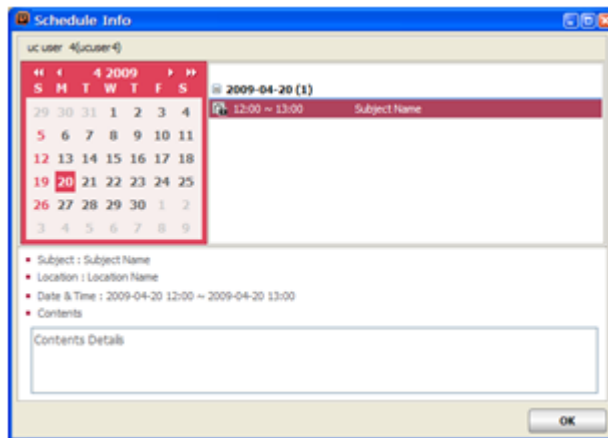 Schedule Info
uc user 4(ucuser4)
4 2009
S M T W T F S
29 30 31 1 2 3 4
5 6 7 8 9 10 11
12 13 14 15 16 17 18
19 20 21 22 23 24 25
26 27 28 29 30 1 2
3 4 5 6 7 8 9
2009-04-20 (1)
12:00 ~ 13:00 Subject Name
Subject : Subject Name
Location : Location Name
Date & Time : 2009-04-20 12:00 ~ 2009-04-20 13:00
Contents
Contents Details
OK